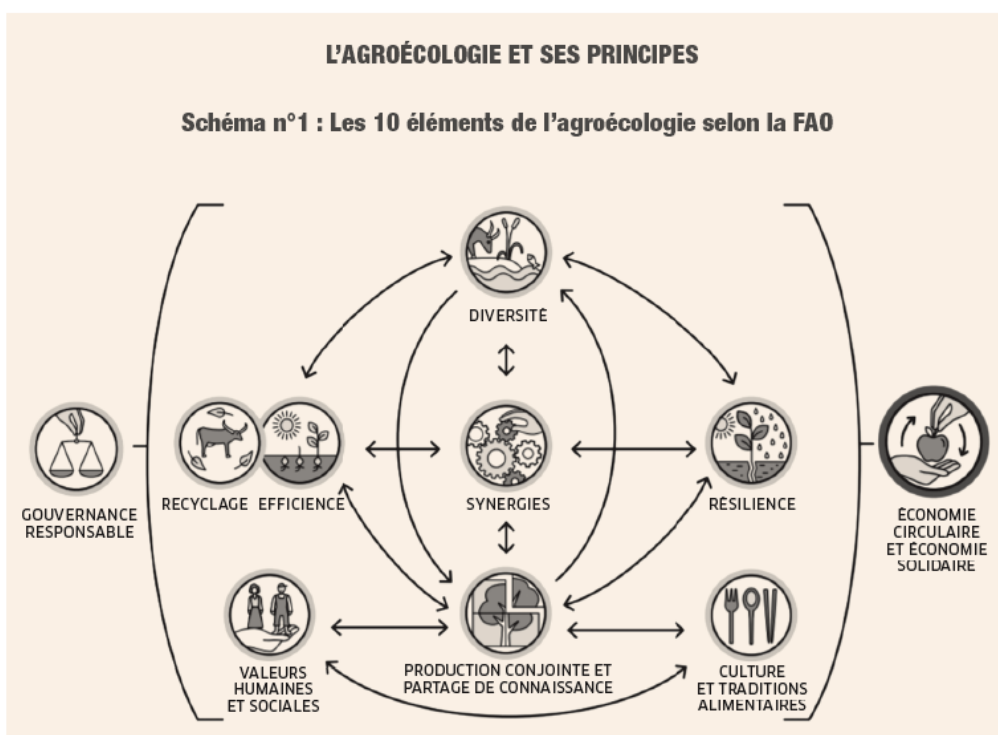 L'AGROÉCOLOGIE ET SES PRINCIPES
Schéma n°1 : Les 10 éléments de l'agroécologie selon la FAO
DIVERSITÉ
GOUVERNANCE
RESPONSABLE
RECYCLAGE
EFFICIENCE
SYNERGIES
RÉSILIENCE
ÉCONOMIE
CIRCULAIRE
ET ÉCONOMIE
SOLIDAIRE
VALEURS
HUMAINES
ET SOCIALES
PRODUCTION CONJOINTE ET
PARTAGE DE CONNAISSANCE
CULTURE
ET TRADITIONS
ALIMENTAIRES